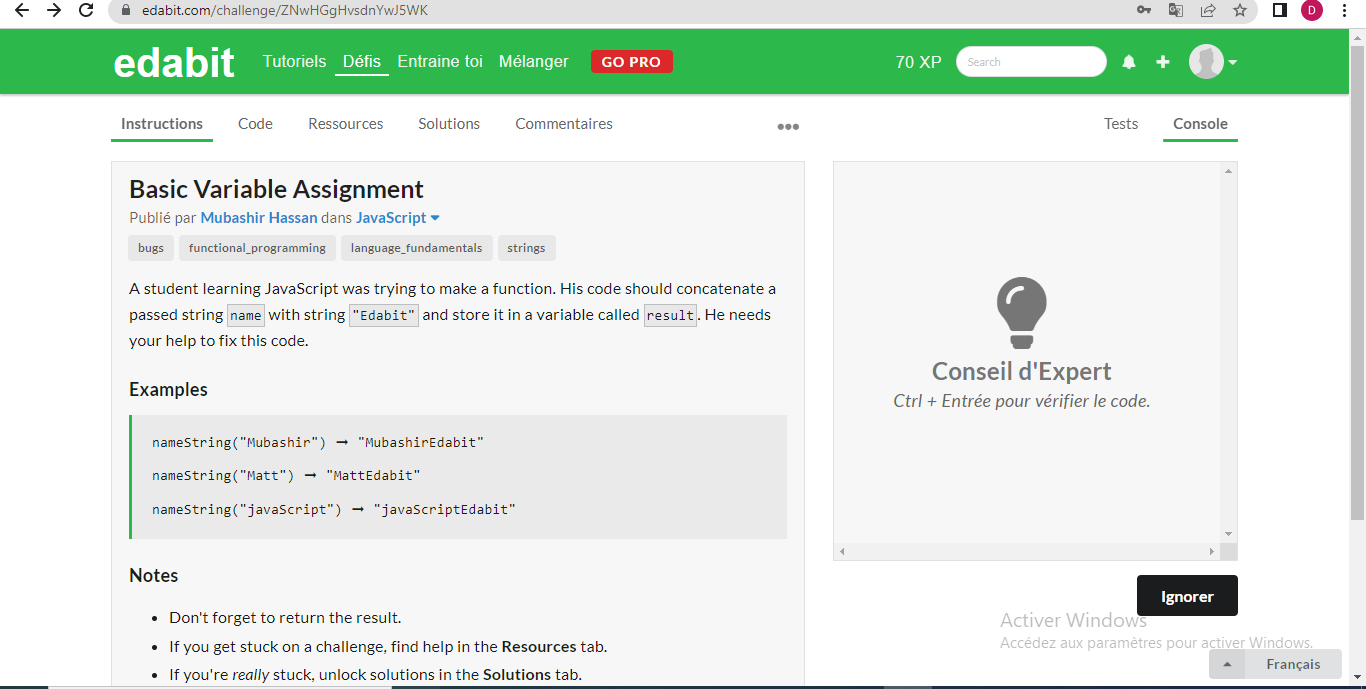 edabit.com/challenge/ZNwHGgHvsdnYwJ5WK
D
edabit Tutoriels Défis Entraine toi Mélanger GO PRO 70 XP Search
Instructions Code Ressources Solutions Commentaires ••• Tests Console
Basic Variable Assignment
Publié par Mubashir Hassan dans JavaScript
bugs functional_programming language_fundamentals strings
A student learning JavaScript was trying to make a function. His code should concatenate a
passed string name with string "Edabit" and store it in a variable called result. He needs
your help to fix this code.
Examples
nameString("Mubashir") ➞ "MubashirEdabit"
nameString("Matt") ➞ "MattEdabit"
nameString("javaScript") ➞ "javaScriptEdabit"
Notes
• Don't forget to return the result.
• If you get stuck on a challenge, find help in the Resources tab.
• If you're really stuck, unlock solutions in the Solutions tab.
Conseil d'Expert
Ctrl + Entrée pour vérifier le code.
Ignorer
Activer Windows
Accédez aux paramètres pour activer Windows.
Français